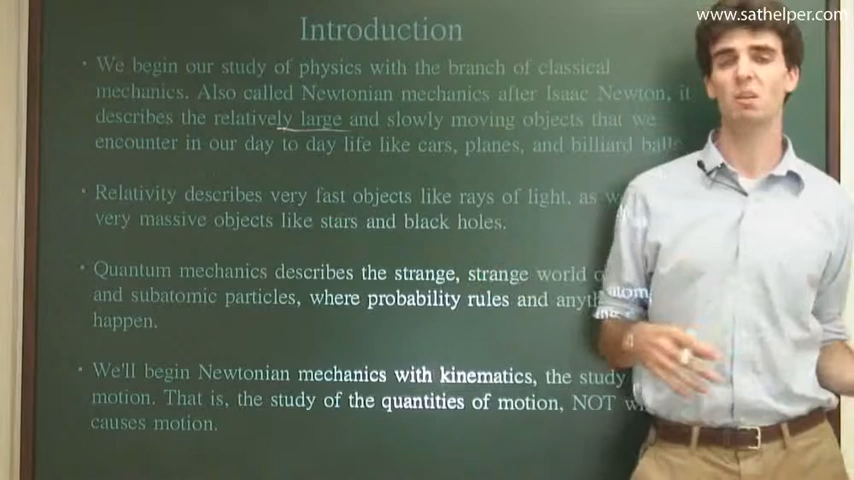 www.sathelper.com
Introduction
• We begin our study of physics with the branch of classical
mechanics. Also called Newtonian mechanics after Isaac Newton, it
describes the relatively large and slowly moving objects that we
encounter in our day to day life like cars, planes, and billiard balls.
• Relativity describes very fast objects like rays of light, as w
very massive objects like stars and black holes.
• Quantum mechanics describes the strange, strange world o atom
and subatomic particles, where probability rules and anyth
happen.
• We'll begin Newtonian mechanics with kinematics, the study
motion. That is, the study of the quantities of motion, NOT w
causes motion.